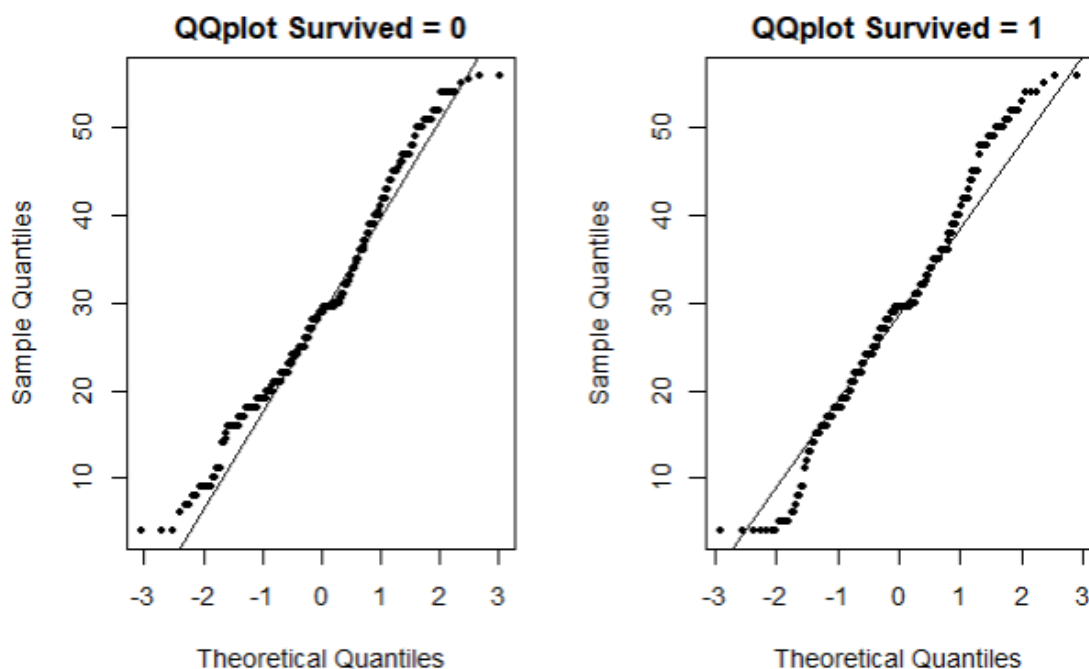 QQplot Survived = 0
Sample Quantiles
50
40
30
20
10
-3 -2 -1 0 1 2 3
Theoretical Quantiles
QQplot Survived = 1
Sample Quantiles
50
40
30
20
10
-3 -2 -1 0 1 2 3
Theoretical Quantiles